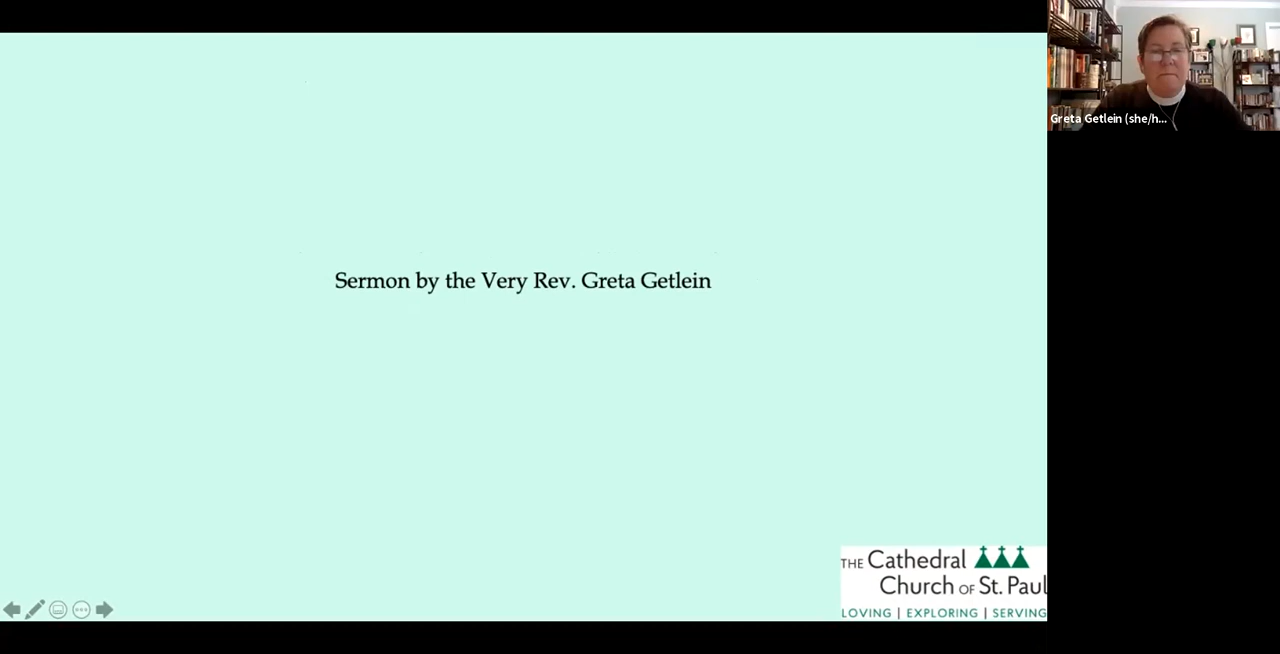 Greta Getlein (she/h...
Sermon by the Very Rev. Greta Getlein
THE Cathedral
Church OF St. Paul
LOVING | EXPLORING | SERVING